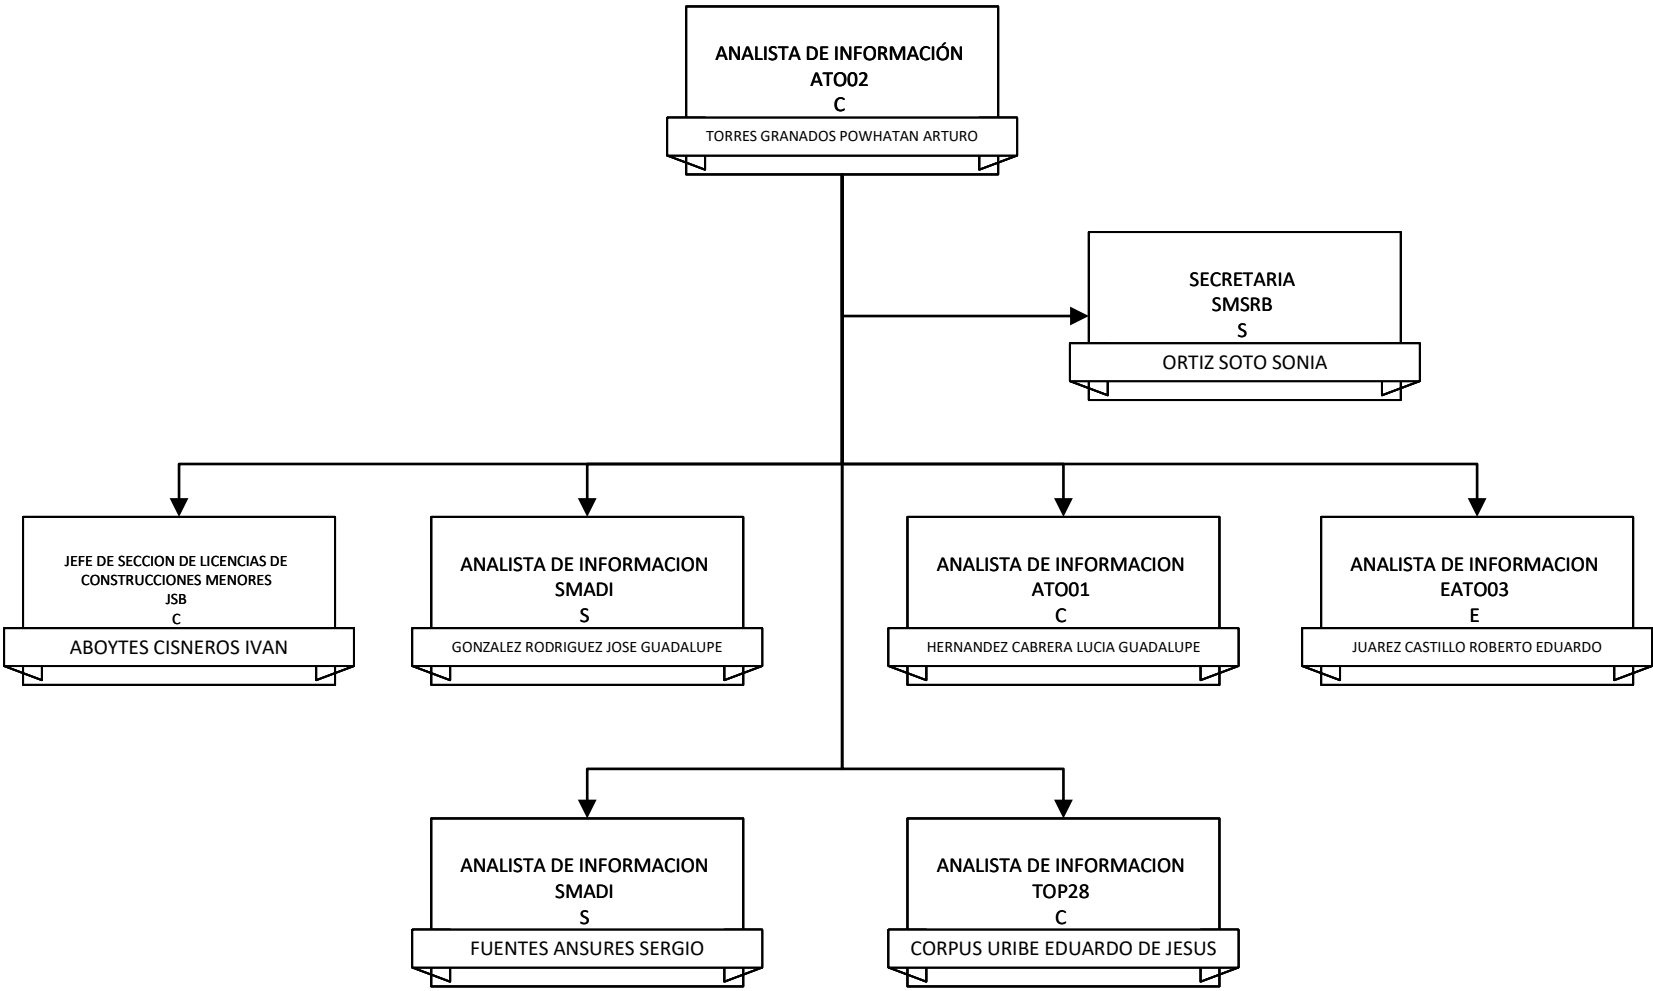 ANALISTA DE INFORMACIÓN
ATO02
C
TORRES GRANADOS POWHATAN ARTURO
SECRETARIA
SMSRB
S
ORTIZ SOTO SONIA
JEFE DE SECCION DE LICENCIAS DE
CONSTRUCCIONES MENORES
JSB
C
ABOYTES CISNEROS IVAN
ANALISTA DE INFORMACION
SMADI
S
GONZALEZ RODRIGUEZ JOSE GUADALUPE
ANALISTA DE INFORMACION
ATO01
C
HERNANDEZ CABRERA LUCIA GUADALUPE
ANALISTA DE INFORMACION
EATO03
E
JUAREZ CASTILLO ROBERTO EDUARDO
ANALISTA DE INFORMACION
SMADI
S
FUENTES ANSURES SERGIO
ANALISTA DE INFORMACION
TOP28
C
CORPUS URIBE EDUARDO DE JESUS